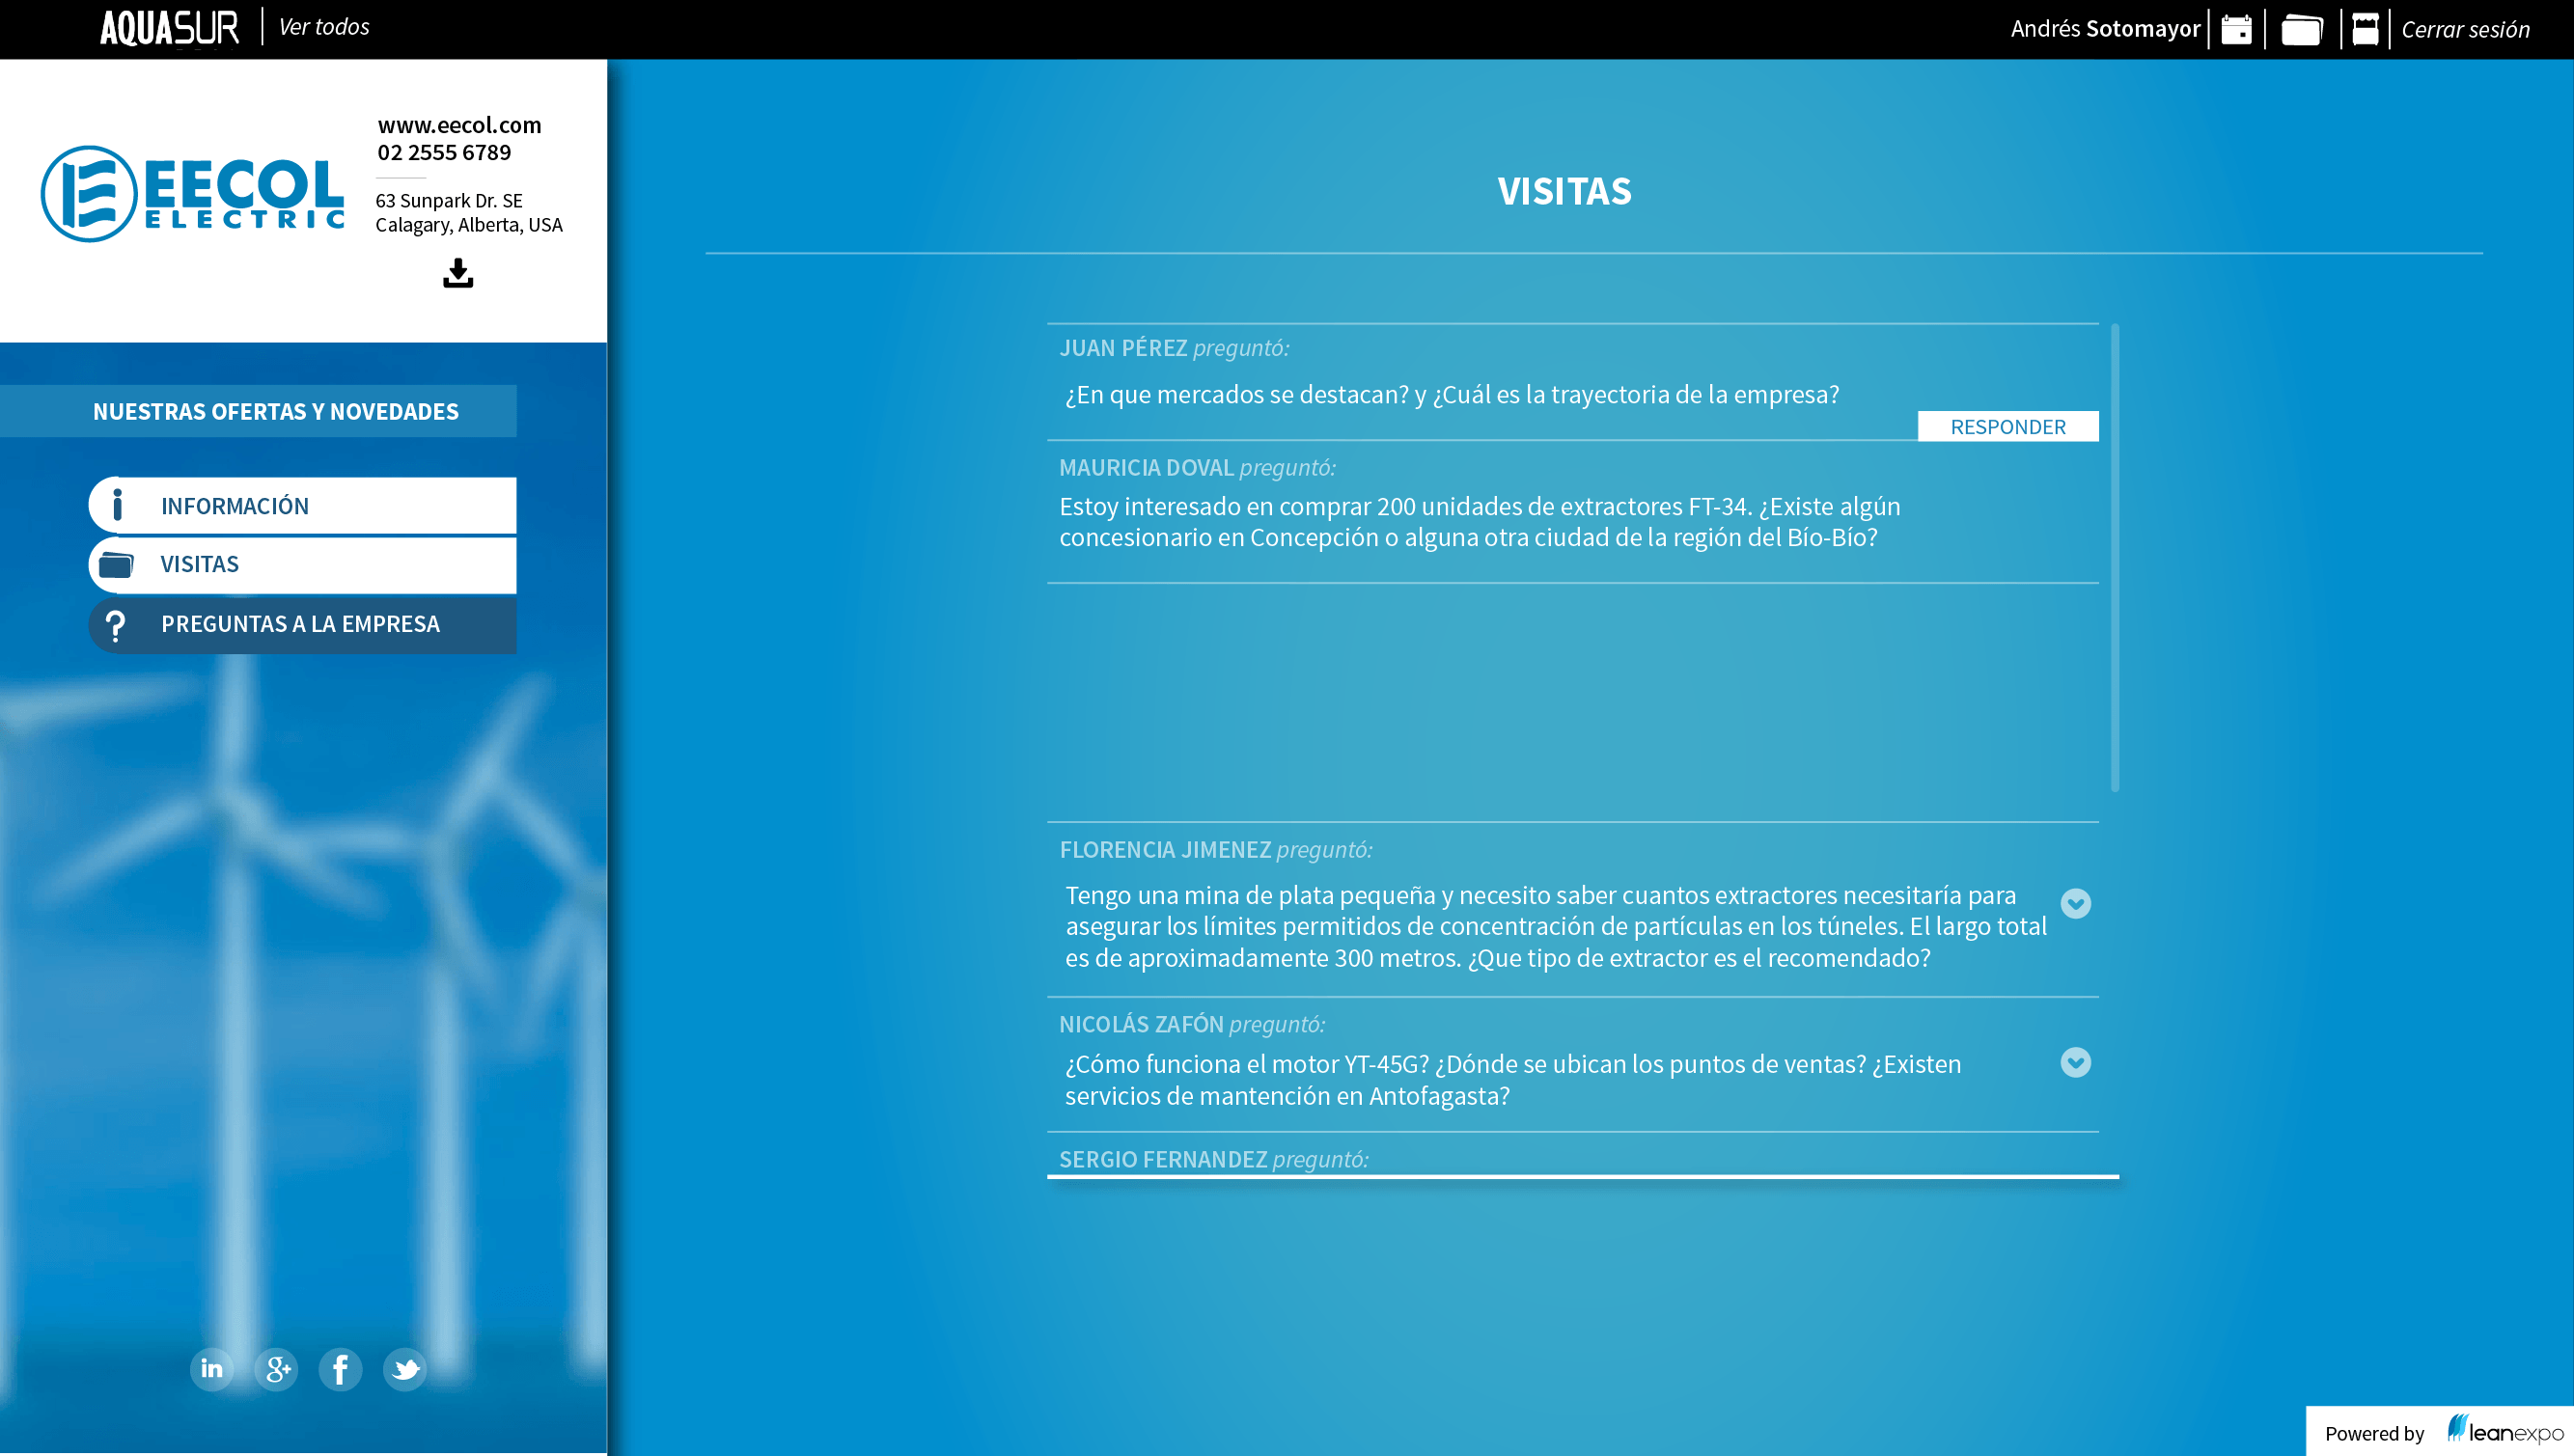 AQUASUR
Ver todos
Andrés Sotomayor
Cerrar sesión
EECOL
ELECTRIC
www.eecol.com
02 2555 6789
63 Sunpark Dr. SE
Calagary, Alberta, USA
NUESTRAS OFERTAS Y NOVEDADES
INFORMACIÓN
VISITAS
PREGUNTAS A LA EMPRESA
in
g+
f
VISITAS
JUAN PÉREZ preguntó:
¿En que mercados se destacan? y ¿Cuál es la trayectoria de la empresa?
RESPONDER
MAURICIA DOVAL preguntó:
Estoy interesado en comprar 200 unidades de extractores FT-34. ¿Existe algún
concesionario en Concepción o alguna otra ciudad de la región del Bío-Bío?
FLORENCIA JIMENEZ preguntó:
Tengo una mina de plata pequeña y necesito saber cuantos extractores necesitaría para
asegurar los límites permitidos de concentración de partículas en los túneles. El largo total
es de aproximadamente 300 metros. ¿Que tipo de extractor es el recomendado?
NICOLÁS ZAFÓN preguntó:
¿Cómo funciona el motor YT-45G? ¿Dónde se ubican los puntos de ventas? ¿Existen
servicios de mantención en Antofagasta?
SERGIO FERNANDEZ preguntó:
Powered by leanexpo